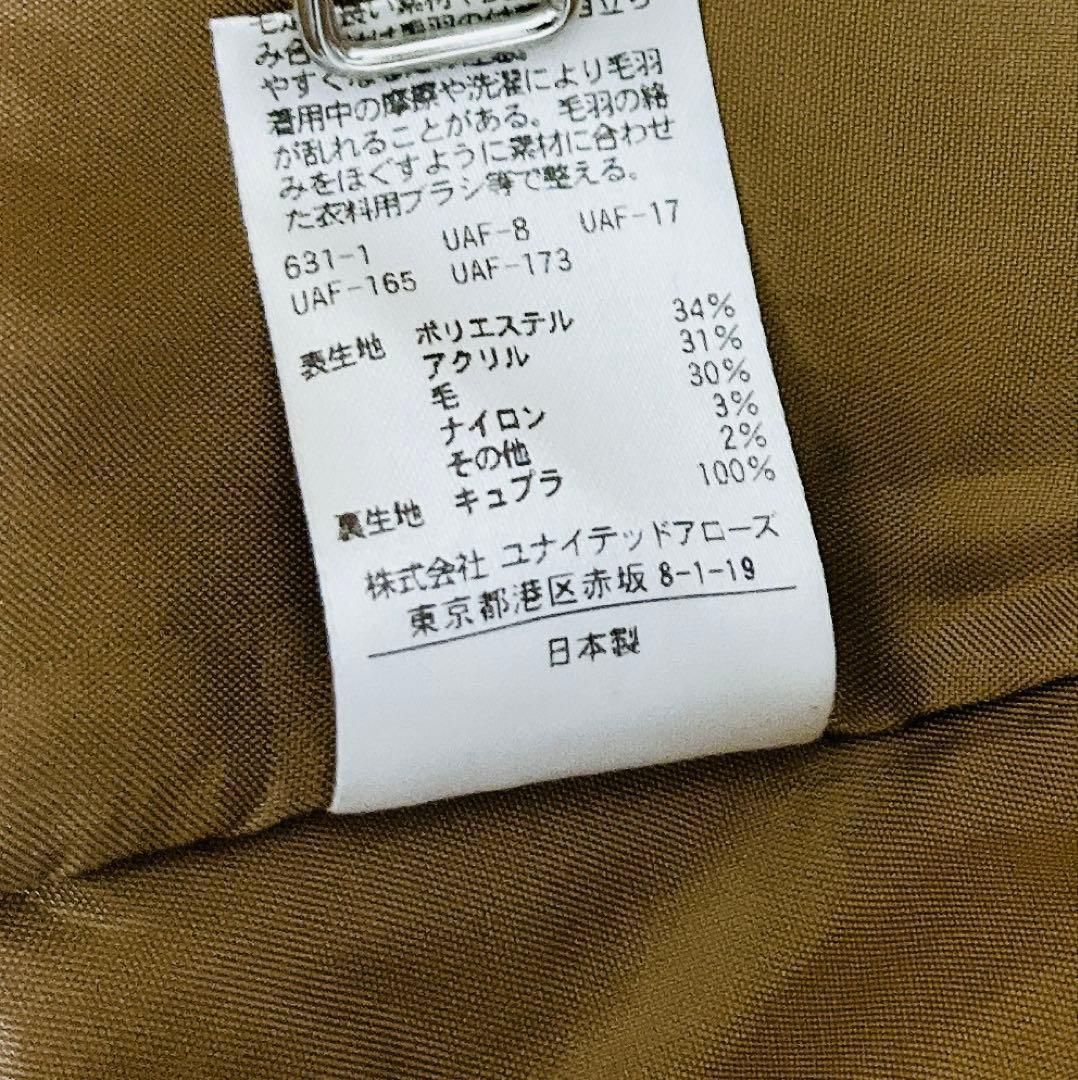 やすく
着用中の摩擦や洗濯により毛羽
が乱れることがある。毛羽の絡
みをほぐすように素材に合わせ
た衣料用ブラシ等で整える。
631-1 UAF-8 UAF-17
UAF-165 UAF-173
表生地 ポリエステル 34%
アクリル 31%
毛 30%
ナイロン 3%
その他 2%
裏生地 キュプラ 100%
株式会社 ユナイテッドアローズ
東京都港区赤坂 8-1-19
日本製